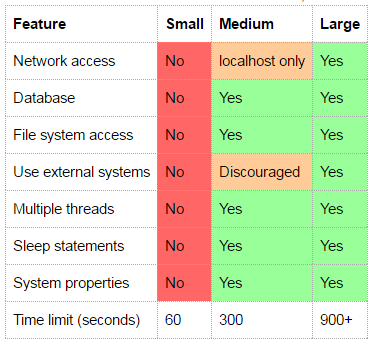 Feature Small Medium Large
Network access No localhost only Yes
Database No Yes Yes
File system access No Yes Yes
Use external systems No Discouraged Yes
Multiple threads No Yes Yes
Sleep statements No Yes Yes
System properties No Yes Yes
Time limit (seconds) 60 300 900+